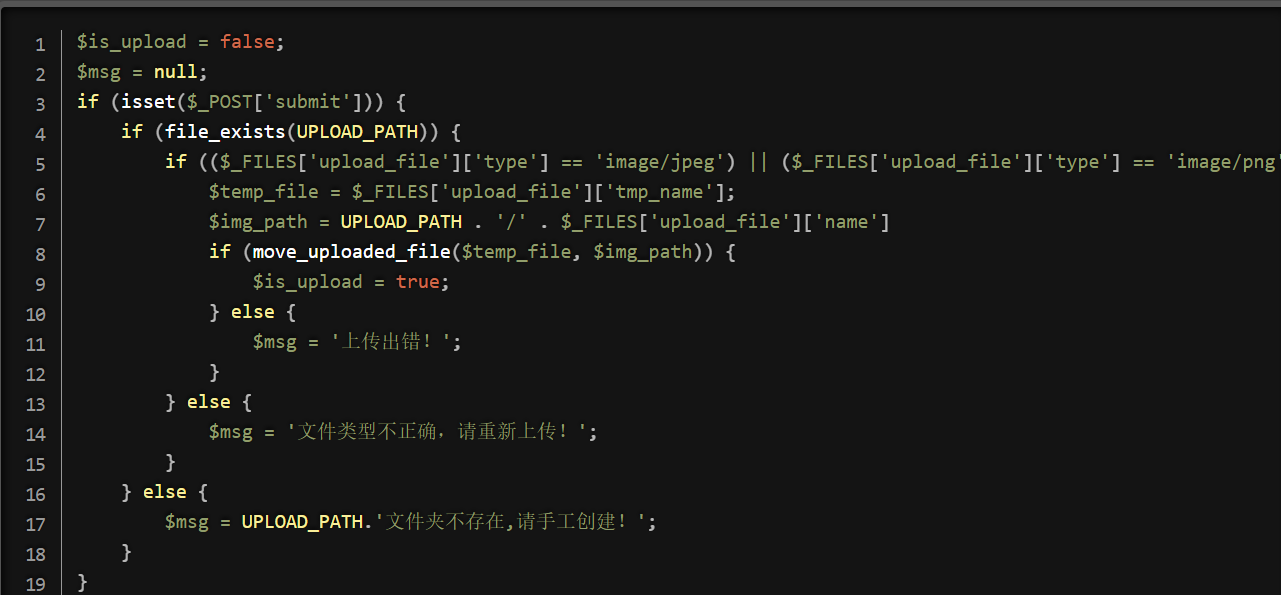 1 $is_upload = false;
2 $msg = null;
3 if (isset($_POST['submit'])) {
4 if (file_exists(UPLOAD_PATH)) {
5 if (($_FILES['upload_file']['type'] == 'image/jpeg') || ($_FILES['upload_file']['type'] == 'image/png'
6 $temp_file = $_FILES['upload_file']['tmp_name'];
7 $img_path = UPLOAD_PATH . '/' . $_FILES['upload_file']['name']
8 if (move_uploaded_file($temp_file, $img_path)) {
9 $is_upload = true;
10 } else {
11 $msg = '上传出错！';
12 }
13 } else {
14 $msg = '文件类型不正确，请重新上传！';
15 }
16 } else {
17 $msg = UPLOAD_PATH.'文件夹不存在,请手工创建！';
18 }
19 }